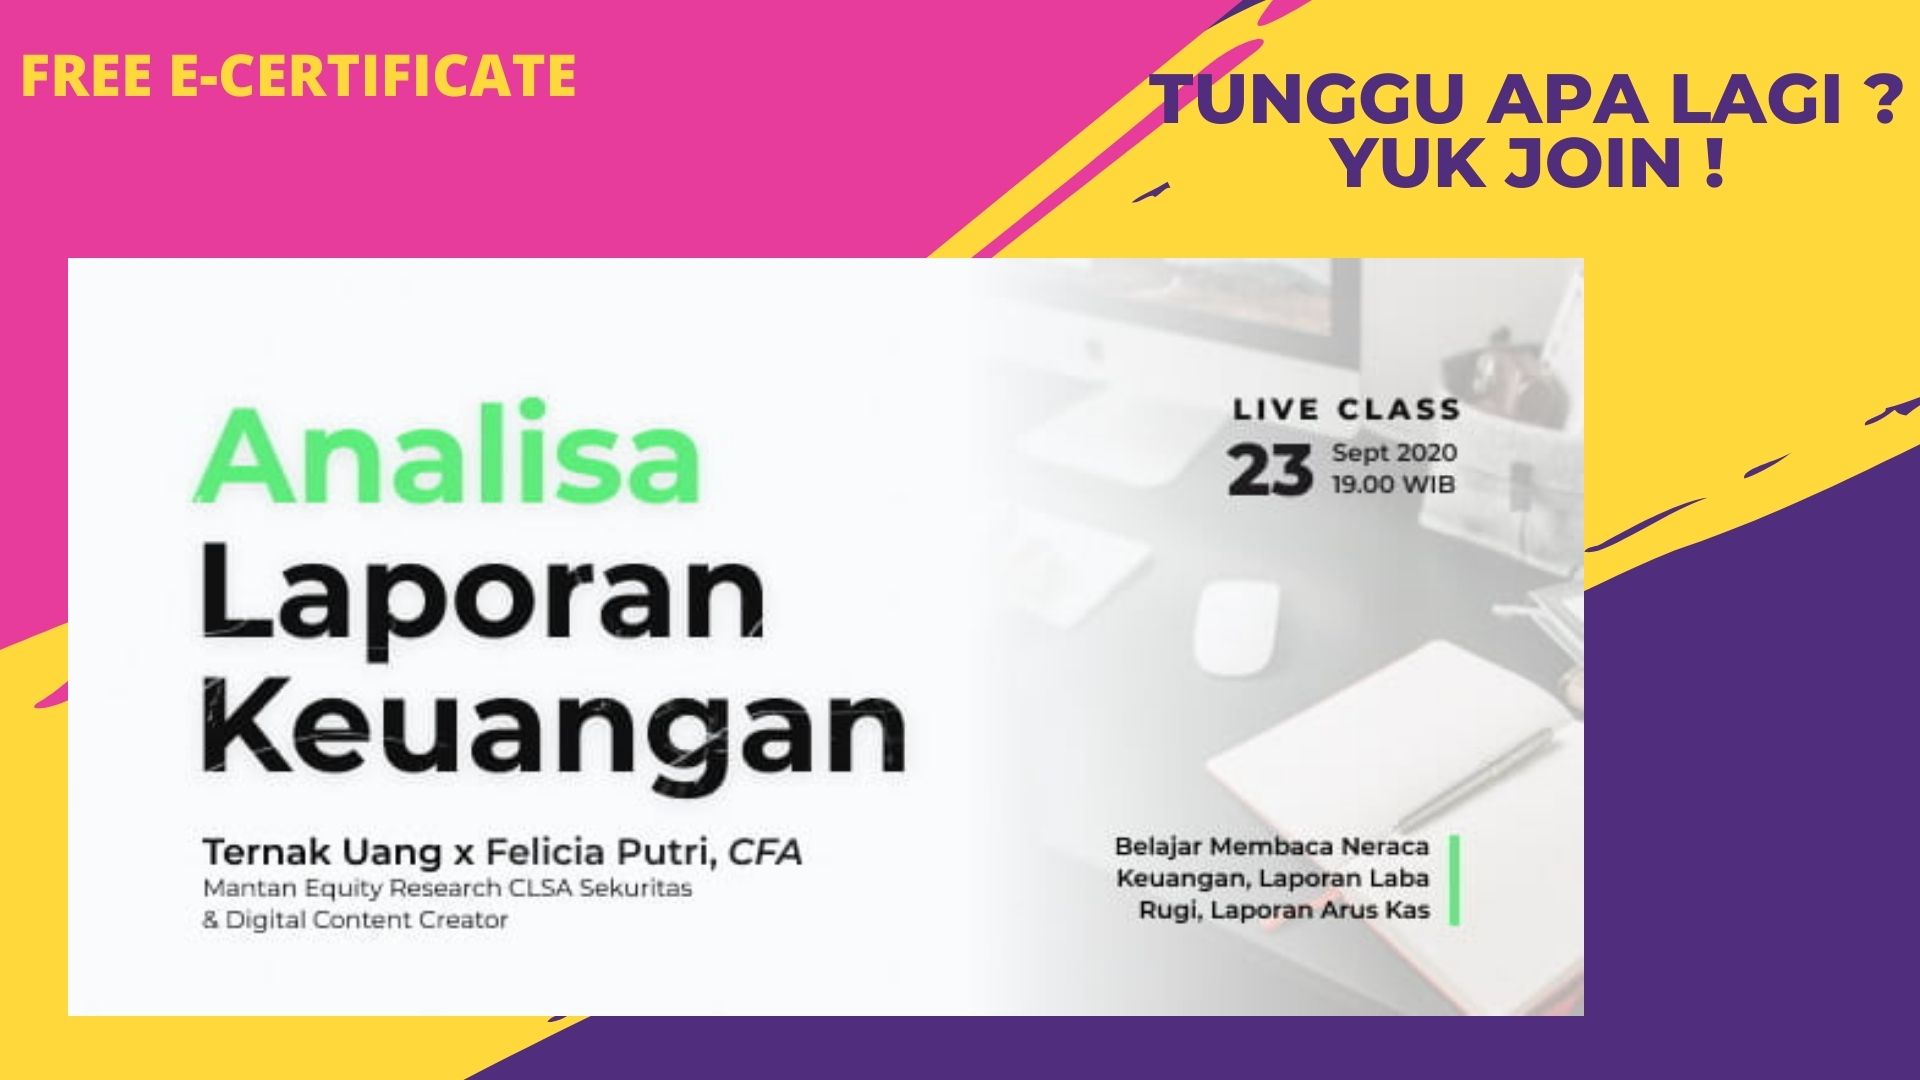 FREE E-CERTIFICATE
TUNGGU APA LAGI ?
YUK JOIN !
Analisa
Laporan
Keuangan
Ternak Uang x Felicia Putri, CFA
Mantan Equity Research CLSA Sekuritas
& Digital Content Creator
LIVE CLASS
23
Sept 2020
19.00 WIB
Belajar Membaca Neraca
Keuangan, Laporan Laba
Rugi, Laporan Arus Kas